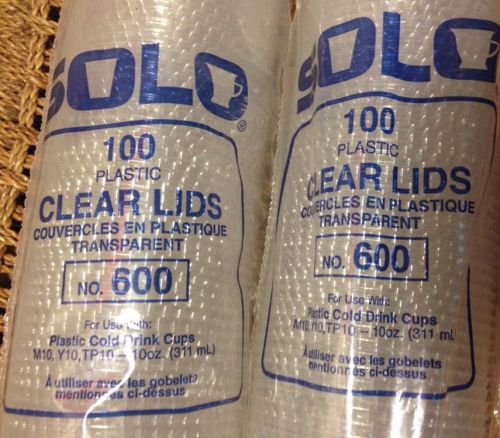 SOLO®
100
PLASTIC
CLEAR LIDS
COUVERCLES EN PLASTIQUE
TRANSPARENT
NO. 600
For Use With:
Plastic Cold Drink Cups
M10, Y10, TP10 – 10oz. (311 mL)
À utiliser avec les gobelets
mentionnés ci-dessus
SOLO
100
PLASTIC
CLEAR LIDS
COUVERCLES EN PLASTIQUE
TRANSPARENT
NO. 600
For Use With:
Plastic Cold Drink Cups
M10, Y10, TP10 – 10oz. (311 mL)
À utiliser avec les gobelets
mentionnés ci-dessus